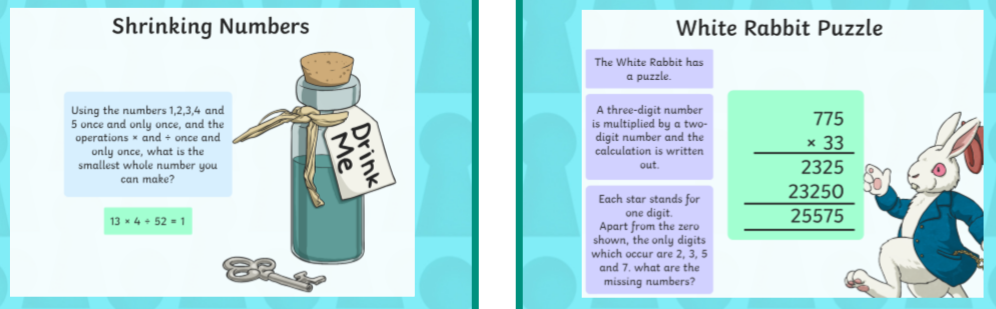 Shrinking Numbers
Using the numbers 1,2,3,4 and
5 once and only once, and the
operations × and ÷ once and
only once, what is the
smallest whole number you
can make?
13 × 4 ÷ 52 = 1
Drink
Me
White Rabbit Puzzle
The White Rabbit has
a puzzle.
A three-digit number
is multiplied by a two-
digit number and the
calculation is written
out.
Each star stands for
one digit.
Apart from the zero
shown, the only digits
which occur are 2, 3, 5
and 7. what are the
missing numbers?
775
× 33
2325
23250
25575